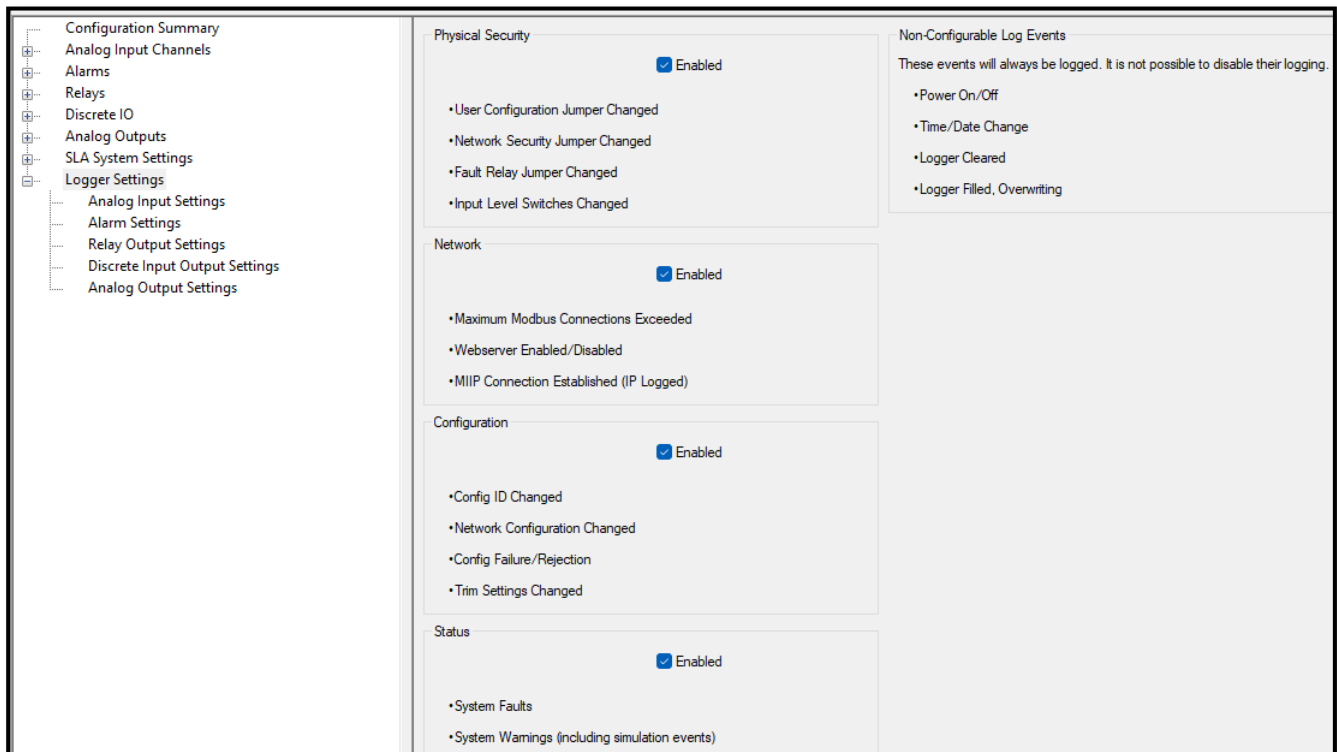 Configuration Summary
Analog Input Channels
Alarms
Relays
Discrete IO
Analog Outputs
SLA System Settings
Logger Settings
Analog Input Settings
Alarm Settings
Relay Output Settings
Discrete Input Output Settings
Analog Output Settings
Physical Security
Enabled
•User Configuration Jumper Changed
•Network Security Jumper Changed
•Fault Relay Jumper Changed
•Input Level Switches Changed
Network
Enabled
•Maximum Modbus Connections Exceeded
•Webserver Enabled/Disabled
•MIIP Connection Established (IP Logged)
Configuration
Enabled
•Config ID Changed
•Network Configuration Changed
•Config Failure/Rejection
•Trim Settings Changed
Status
Enabled
•System Faults
•System Warnings (including simulation events)
Non-Configurable Log Events
These events will always be logged. It is not possible to disable their logging.
•Power On/Off
•Time/Date Change
•Logger Cleared
•Logger Filled, Overwriting